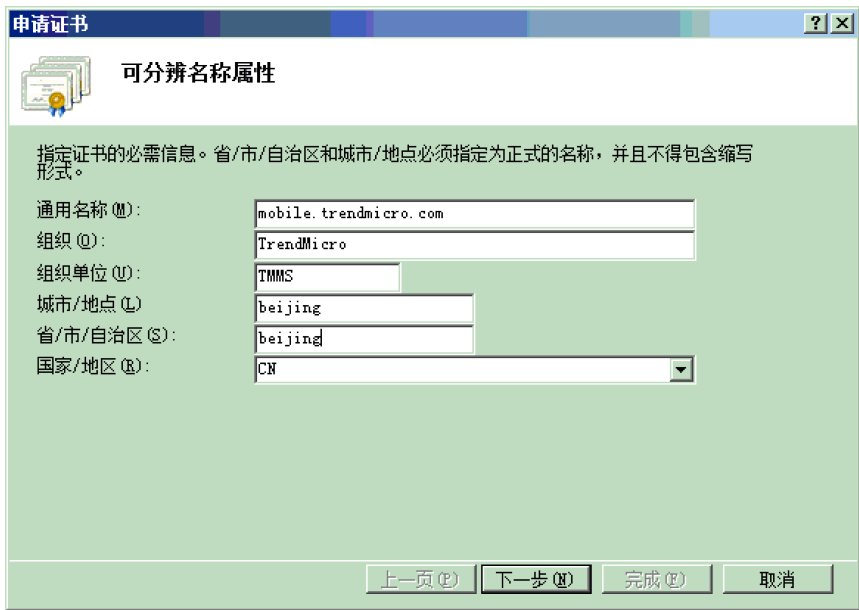 申请证书
可分辨名称属性
指定证书的必需信息。省/市/自治区和城市/地点必须指定为正式的名称，并且不得包含缩写
形式。
通用名称(M): mobile.trendmicro.com
组织(O): TrendMicro
组织单位(U): TMMS
城市/地点(L) beijing
省/市/自治区(S): beijing
国家/地区(R): CN
上一页(P) 下一步(N) 完成(F) 取消